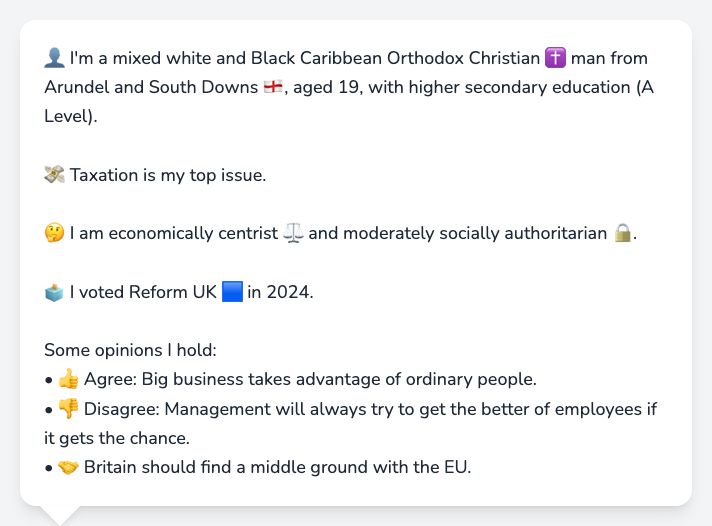 👤 I'm a mixed white and Black Caribbean Orthodox Christian ✝️ man from
Arundel and South Downs 🏴󠁧󠁢󠁥󠁮󠁧󠁿, aged 19, with higher secondary education (A
Level).
💸 Taxation is my top issue.
🤔 I am economically centrist ⚖️ and moderately socially authoritarian 🔒.
🗳️ I voted Reform UK 🟦 in 2024.
Some opinions I hold:
• 👍 Agree: Big business takes advantage of ordinary people.
• 👎 Disagree: Management will always try to get the better of employees if
it gets the chance.
• 🤝 Britain should find a middle ground with the EU.